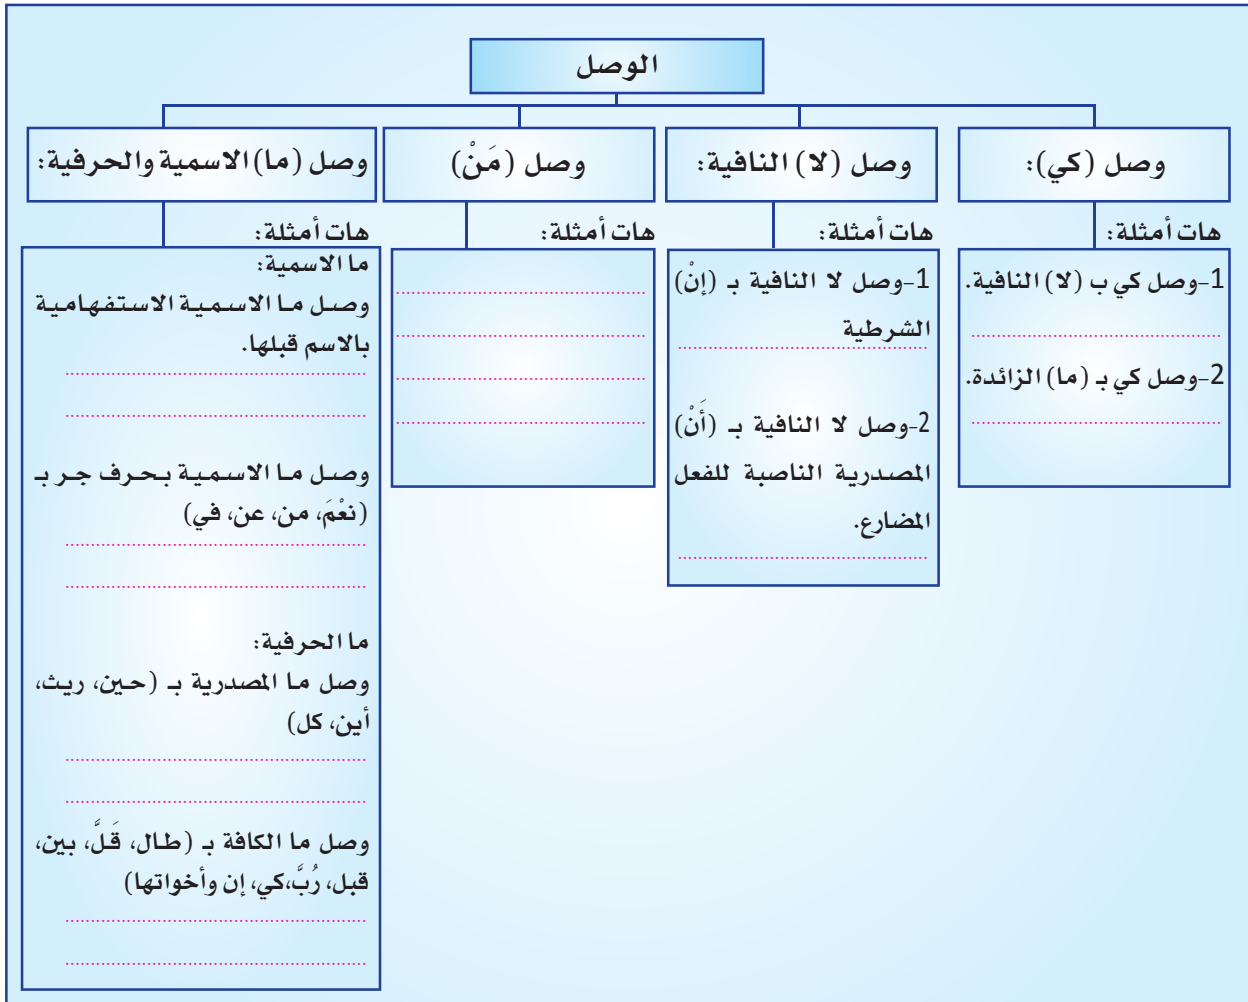 الوصل
وصل (كي):
هات أمثلة:
1-وصل كي ب (لا) النافية.
2-وصل كي بـ (ما) الزائدة.
وصل (لا) النافية:
هات أمثلة:
1-وصل لا النافية بـ (إنْ)
الشرطية
2-وصل لا النافية بـ (أَنْ)
المصدرية الناصبة للفعل
المضارع.
وصل (مَنْ)
هات أمثلة:
وصل (ما) الاسمية والحرفية:
هات أمثلة:
ما الاسمية:
وصل ما الاسمية الاستفهامية
بالاسم قبلها.
وصل ما الاسمية بحرف جر بـ
(نعْمَ، من، عن، في)
ما الحرفية:
وصل ما المصدرية بـ (حين، ريث،
أين، كل)
وصل ما الكافة بـ (طال، قَلَّ، بين،
قبل، رُبَّ،كي، إن وأخواتها)